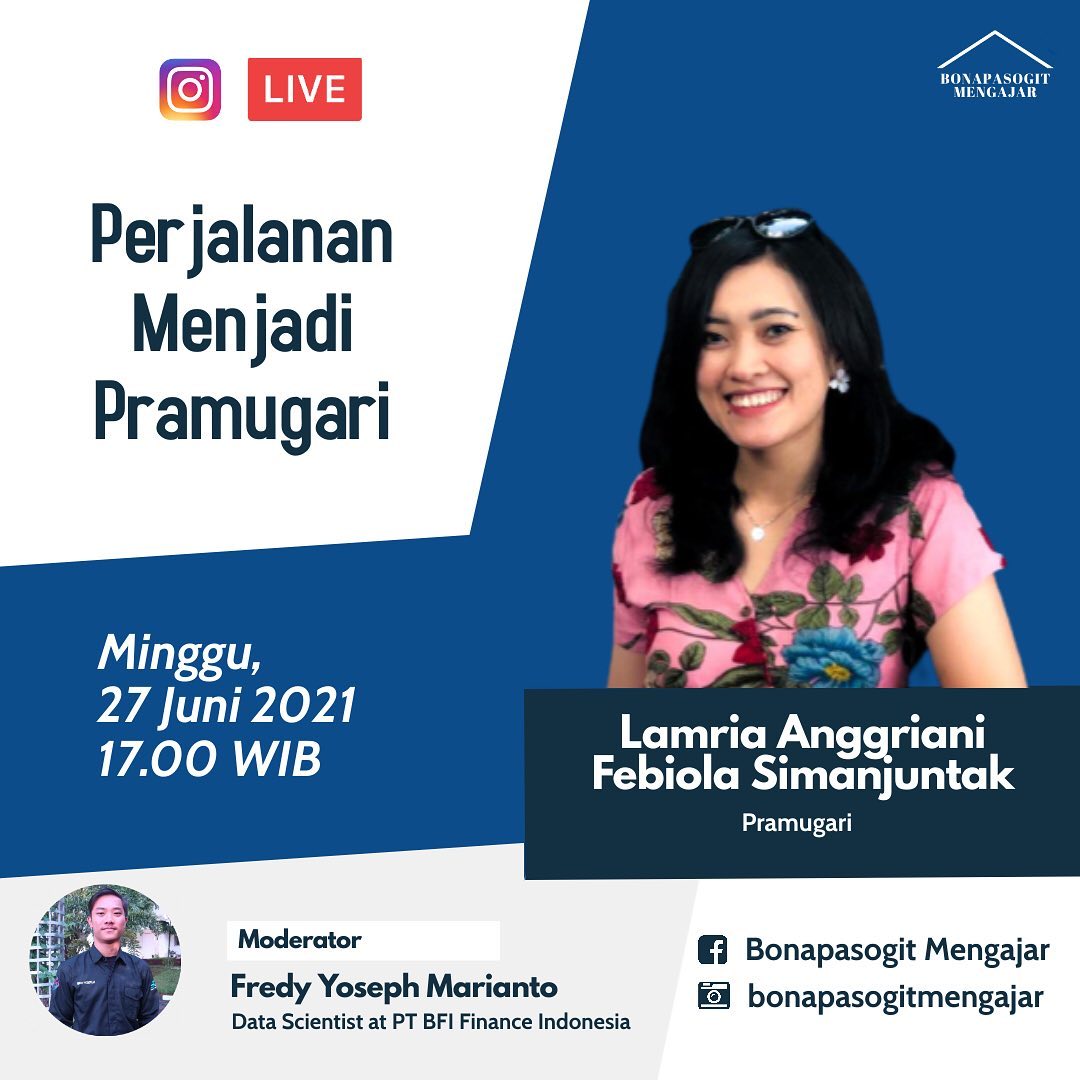 LIVE
BONAPASOGIT
MENGAJAR
Perjalanan
Menjadi
Pramugari
Minggu,
27 Juni 2021
17.00 WIB
Lamria Anggriani
Febiola Simanjuntak
Pramugari
Moderator
Fredy Yoseph Marianto
Data Scientist at PT BFI Finance Indonesia
Bonapasogit Mengajar
bonapasogitmengajar